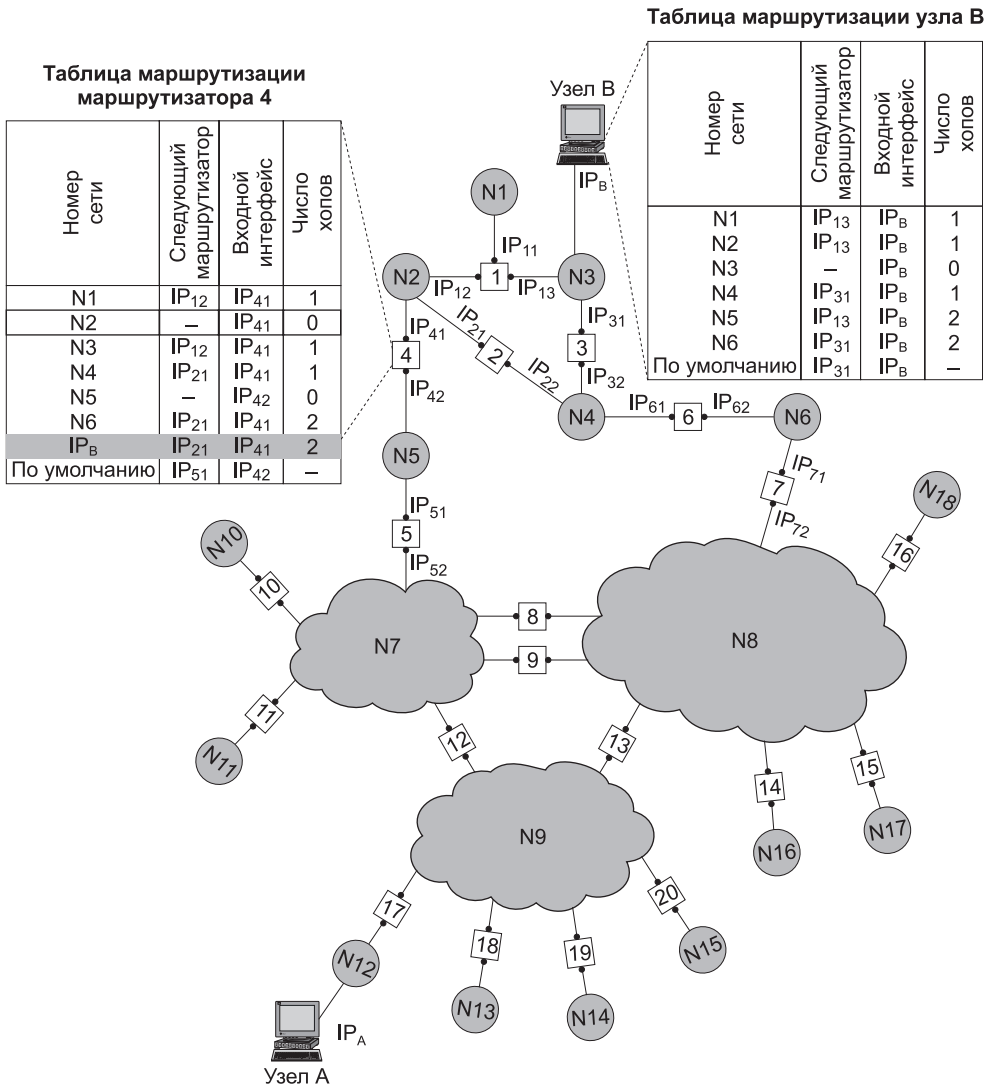 Таблица маршрутизации узла B
Номер сети | Следующий маршрутизатор | Входной интерфейс | Число хопов
N1 | IP13 | IPB | 1
N2 | IP13 | IPB | 1
N3 | – | IPB | 0
N4 | IP31 | IPB | 1
N5 | IP13 | IPB | 2
N6 | IP31 | IPB | 2
По умолчанию | IP31 | IPB | –
Таблица маршрутизации
маршрутизатора 4
Номер сети | Следующий маршрутизатор | Входной интерфейс | Число хопов
N1 | IP12 | IP41 | 1
N2 | – | IP41 | 0
N3 | IP12 | IP41 | 1
N4 | IP21 | IP41 | 1
N5 | – | IP42 | 0
N6 | IP21 | IP41 | 2
IPB | IP21 | IP41 | 2
По умолчанию | IP51 | IP42 | –
Узел B
IPB
N1
IP11
N2
IP12
1
IP13
N3
IP41
IP21
IP31
4
2
3
IP42
IP22
IP32
N4
IP61
6
IP62
N6
N5
IP71
7
IP72
IP51
5
IP52
N18
16
N10
10
N7
8
9
N8
11
N11
12
13
14
15
N16
N17
N9
17
18
19
20
N12
N13
N14
N15
IPA
Узел A